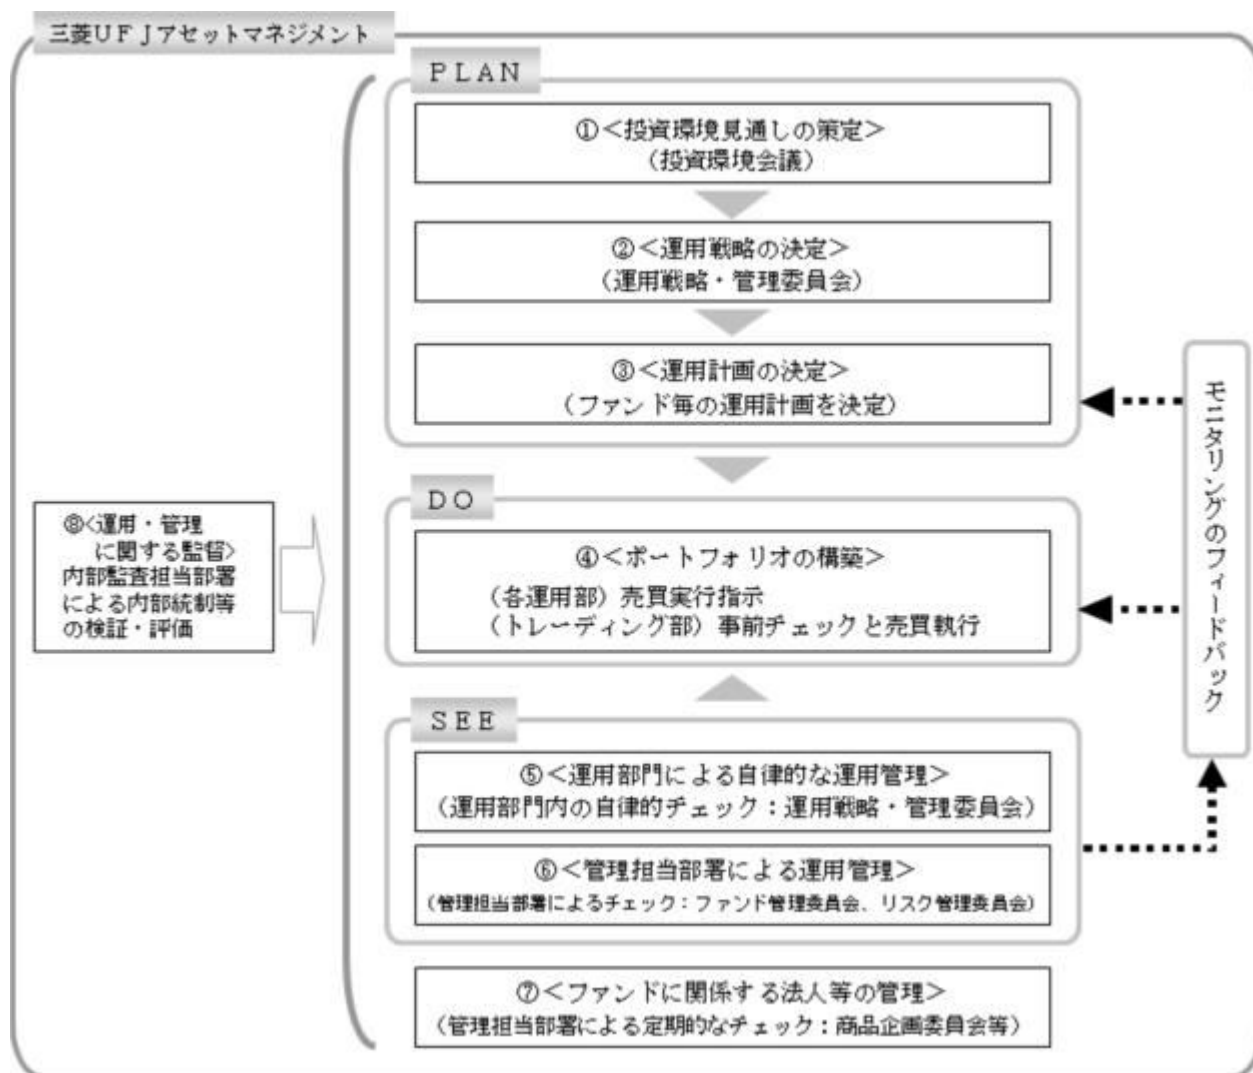 三菱ＵＦＪアセットマネジメント
ＰＬＡＮ
①＜投資環境見通しの策定＞
（投資環境会議）
②＜運用戦略の決定＞
（運用戦略・管理委員会）
③＜運用計画の決定＞
（ファンド毎の運用計画を決定）
ＤＯ
④＜ポートフォリオの構築＞
（各運用部）売買実行指示
（トレーディング部）事前チェックと売買執行
ＳＥＥ
⑤＜運用部門による自律的な運用管理＞
（運用部門内の自律的チェック：運用戦略・管理委員会）
⑥＜管理担当部署による運用管理＞
（管理担当部署によるチェック：ファンド管理委員会、リスク管理委員会）
⑦＜ファンドに関係する法人等の管理＞
（管理担当部署による定期的なチェック：商品企画委員会等）
⑧＜運用・管理
に関する監督＞
内部監査担当部署
による内部統制等
の検証・評価
モニタリングのフィードバック